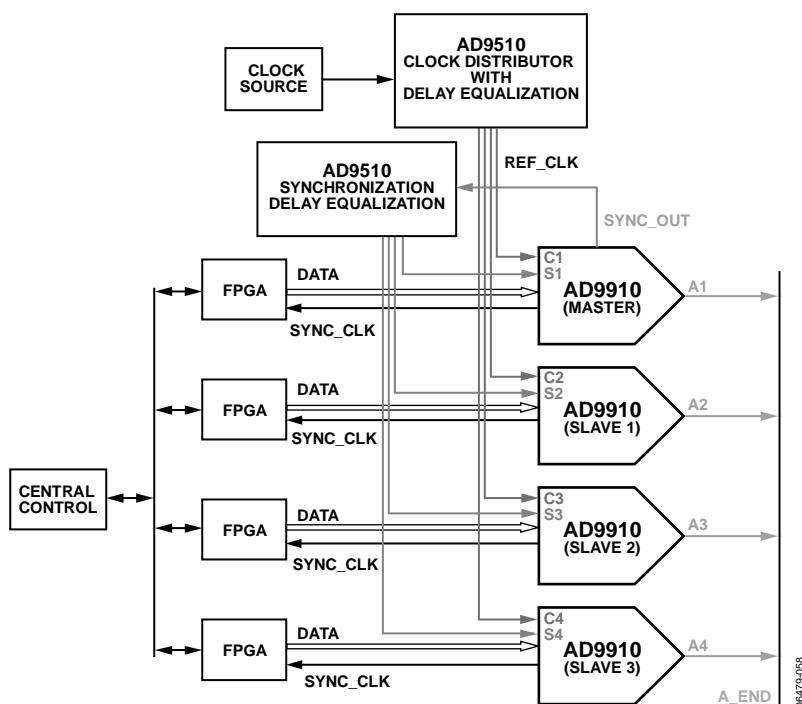 AD9510
CLOCK DISTRIBUTOR
WITH
DELAY EQUALIZATION
CLOCK
SOURCE
AD9510
SYNCHRONIZATION
DELAY EQUALIZATION
REF_CLK
SYNC_OUT
FPGA
DATA
SYNC_CLK
C1
S1
AD9910
(MASTER)
A1
FPGA
DATA
SYNC_CLK
C2
S2
AD9910
(SLAVE 1)
A2
CENTRAL
CONTROL
FPGA
DATA
SYNC_CLK
C3
S3
AD9910
(SLAVE 2)
A3
FPGA
DATA
SYNC_CLK
C4
S4
AD9910
(SLAVE 3)
A4
A_END
06479-058